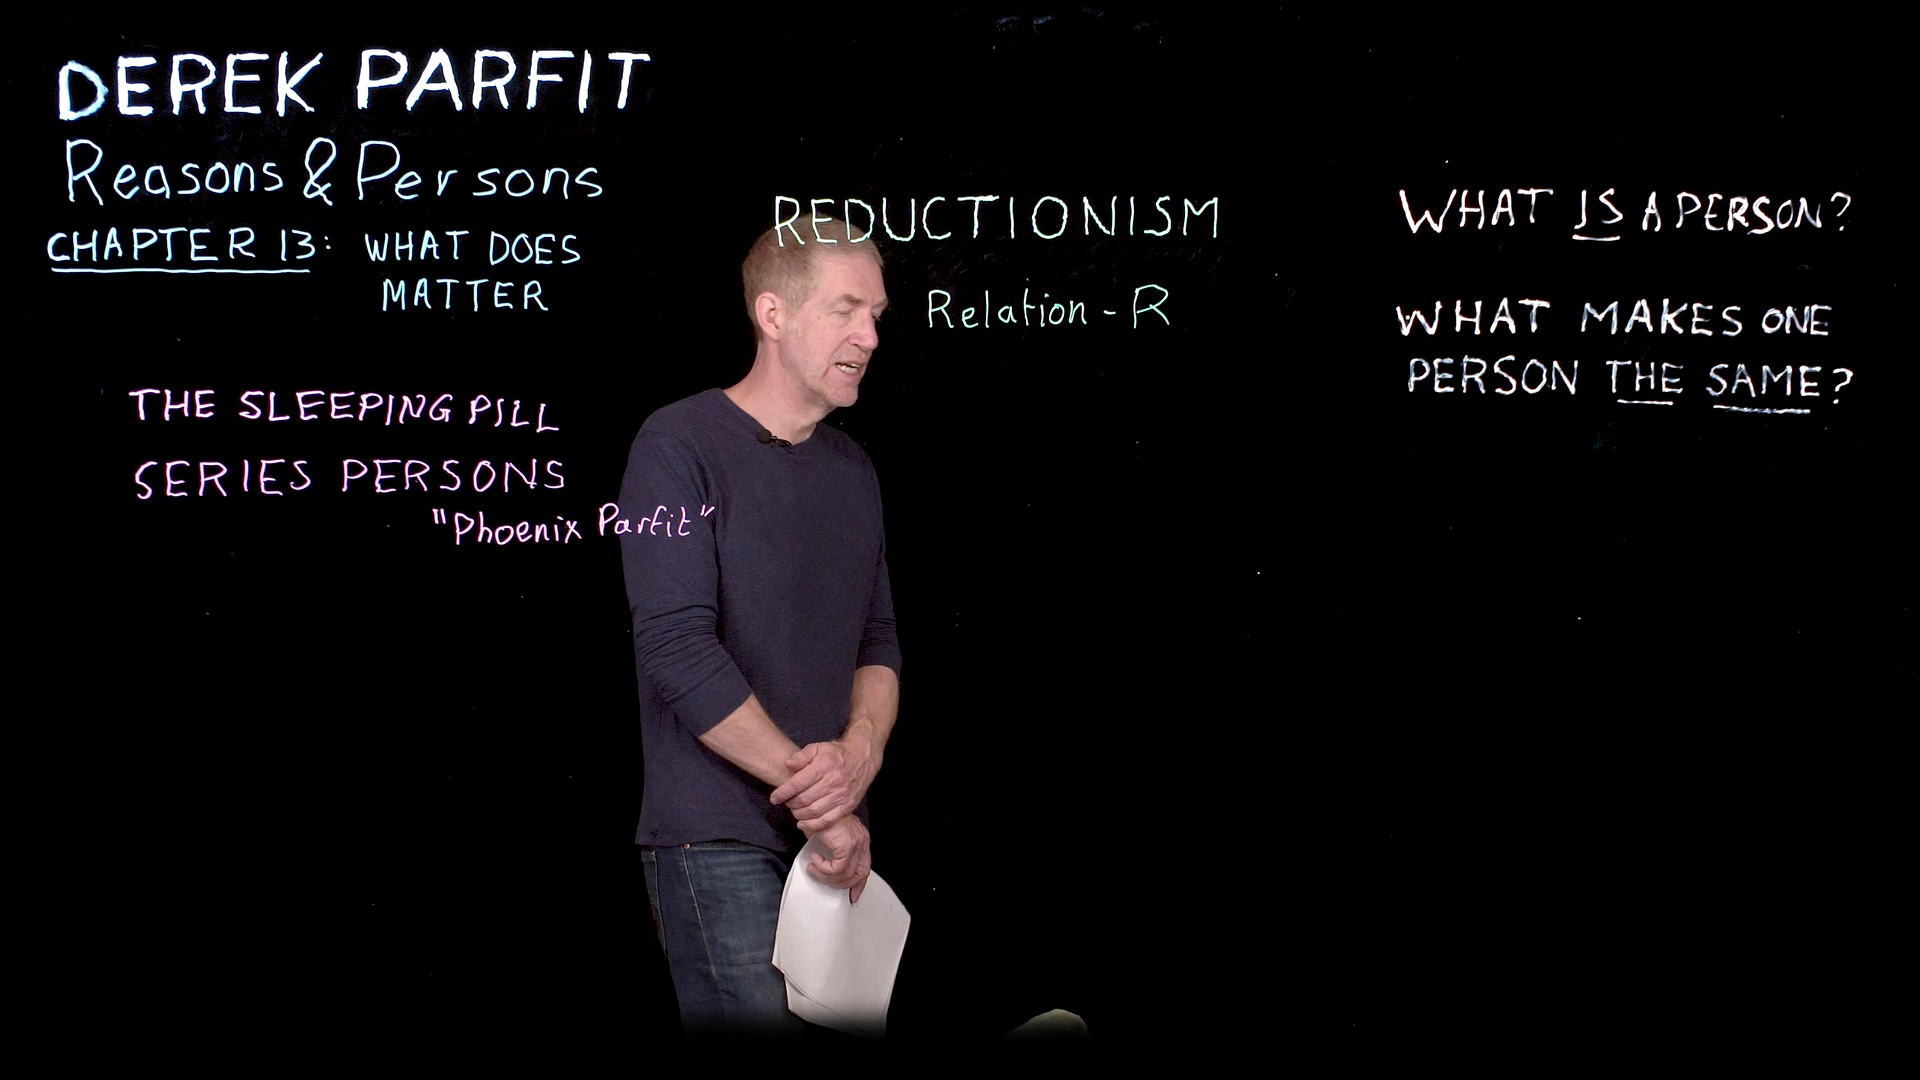 DEREK PARFIT
Reasons & Persons
CHAPTER 13: WHAT DOES
MATTER
THE SLEEPING PILL
SERIES PERSONS
"Phoenix Parfit"
REDUCTIONISM
Relation - R
WHAT IS A PERSON?
WHAT MAKES ONE
PERSON THE SAME?